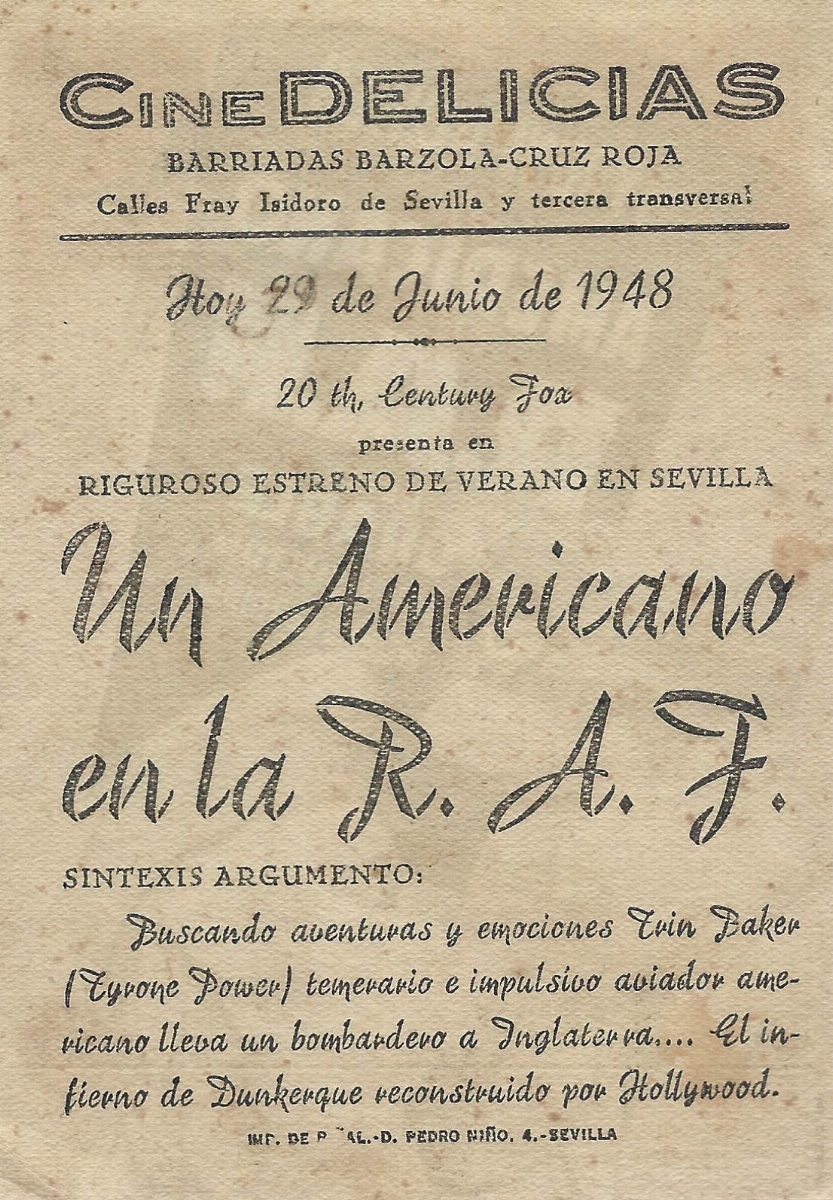 CINE DELICIAS
BARRIADAS BARZOLA-CRUZ ROJA
Calles Fray Isidoro de Sevilla y tercera transversal
Hoy 29 de Junio de 1948
20 th, Century Fox
presenta en
RIGUROSO ESTRENO DE VERANO EN SEVILLA
Un Americano
en la R. A. F.
SINTEXIS ARGUMENTO:
Buscando aventuras y emociones Trin Baker
(Tyrone Power) temerario e impulsivo aviador ame-
ricano lleva un bombardero a Inglaterra.... El in-
fierno de Dunkerque reconstruido por Hollywood.
IMP. DE D. PEDRO NIÑO, 4.-SEVILLA